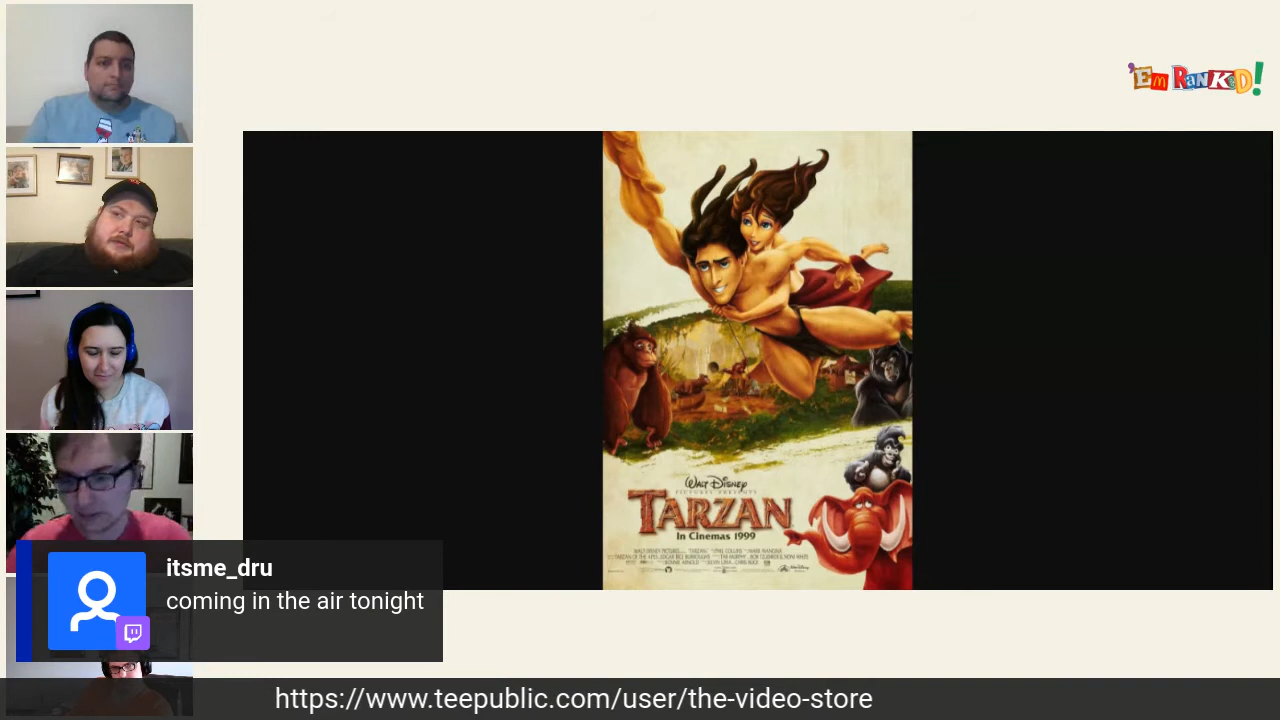 'Em RanKeD!
Walt Disney
PICTURES PRESENTS
TARZAN
In Cinemas 1999
itsme_dru
coming in the air tonight
https://www.teepublic.com/user/the-video-store